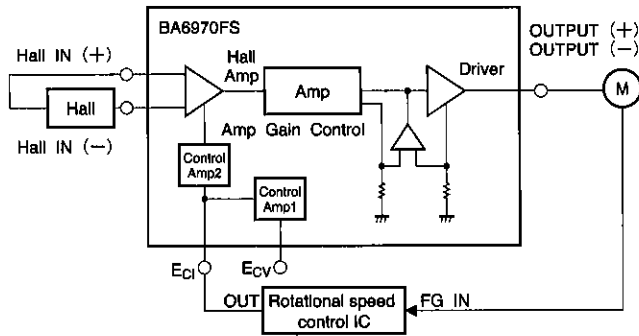 BA6970FS
OUTPUT (+)
OUTPUT (−)
Hall IN (+)
Hall
Amp
Driver
Hall
Amp
M
Hall IN (−)
Amp Gain Control
Control
Amp2
Control
Amp1
ECI
ECV
OUT
Rotational speed
control IC
FG IN